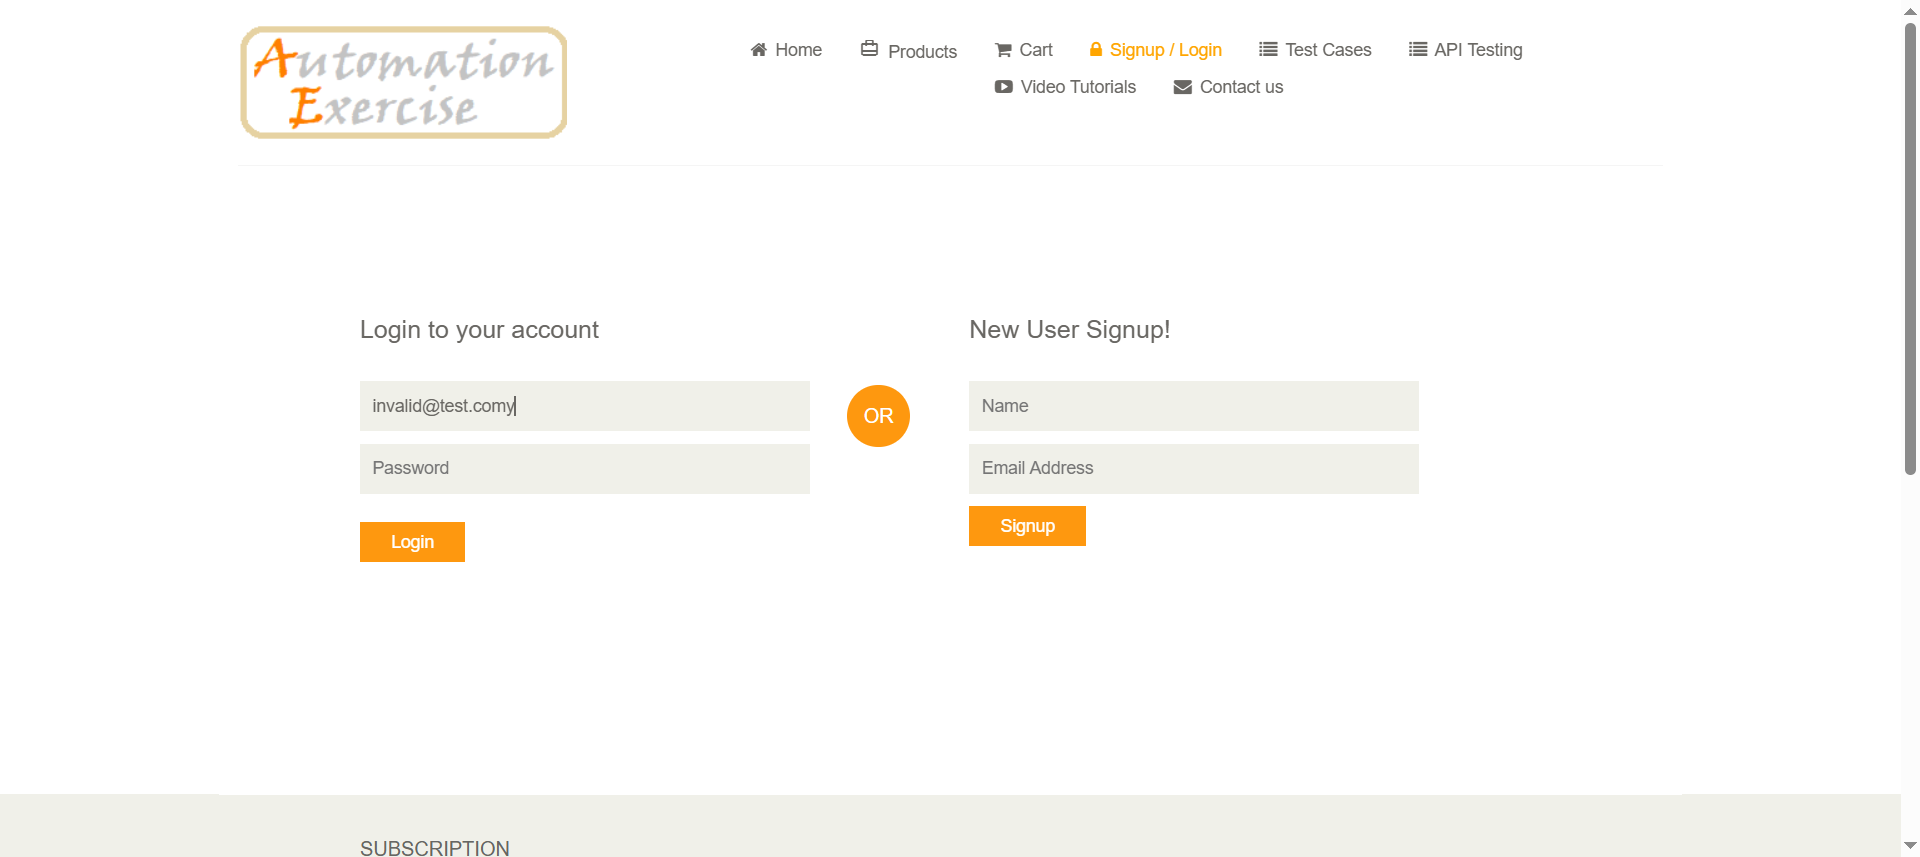 Automation
Exercise
Home
Products
Cart
Signup / Login
Test Cases
API Testing
Video Tutorials
Contact us
Login to your account
invalid@test.comy
Password
Login
OR
New User Signup!
Name
Email Address
Signup
SUBSCRIPTION